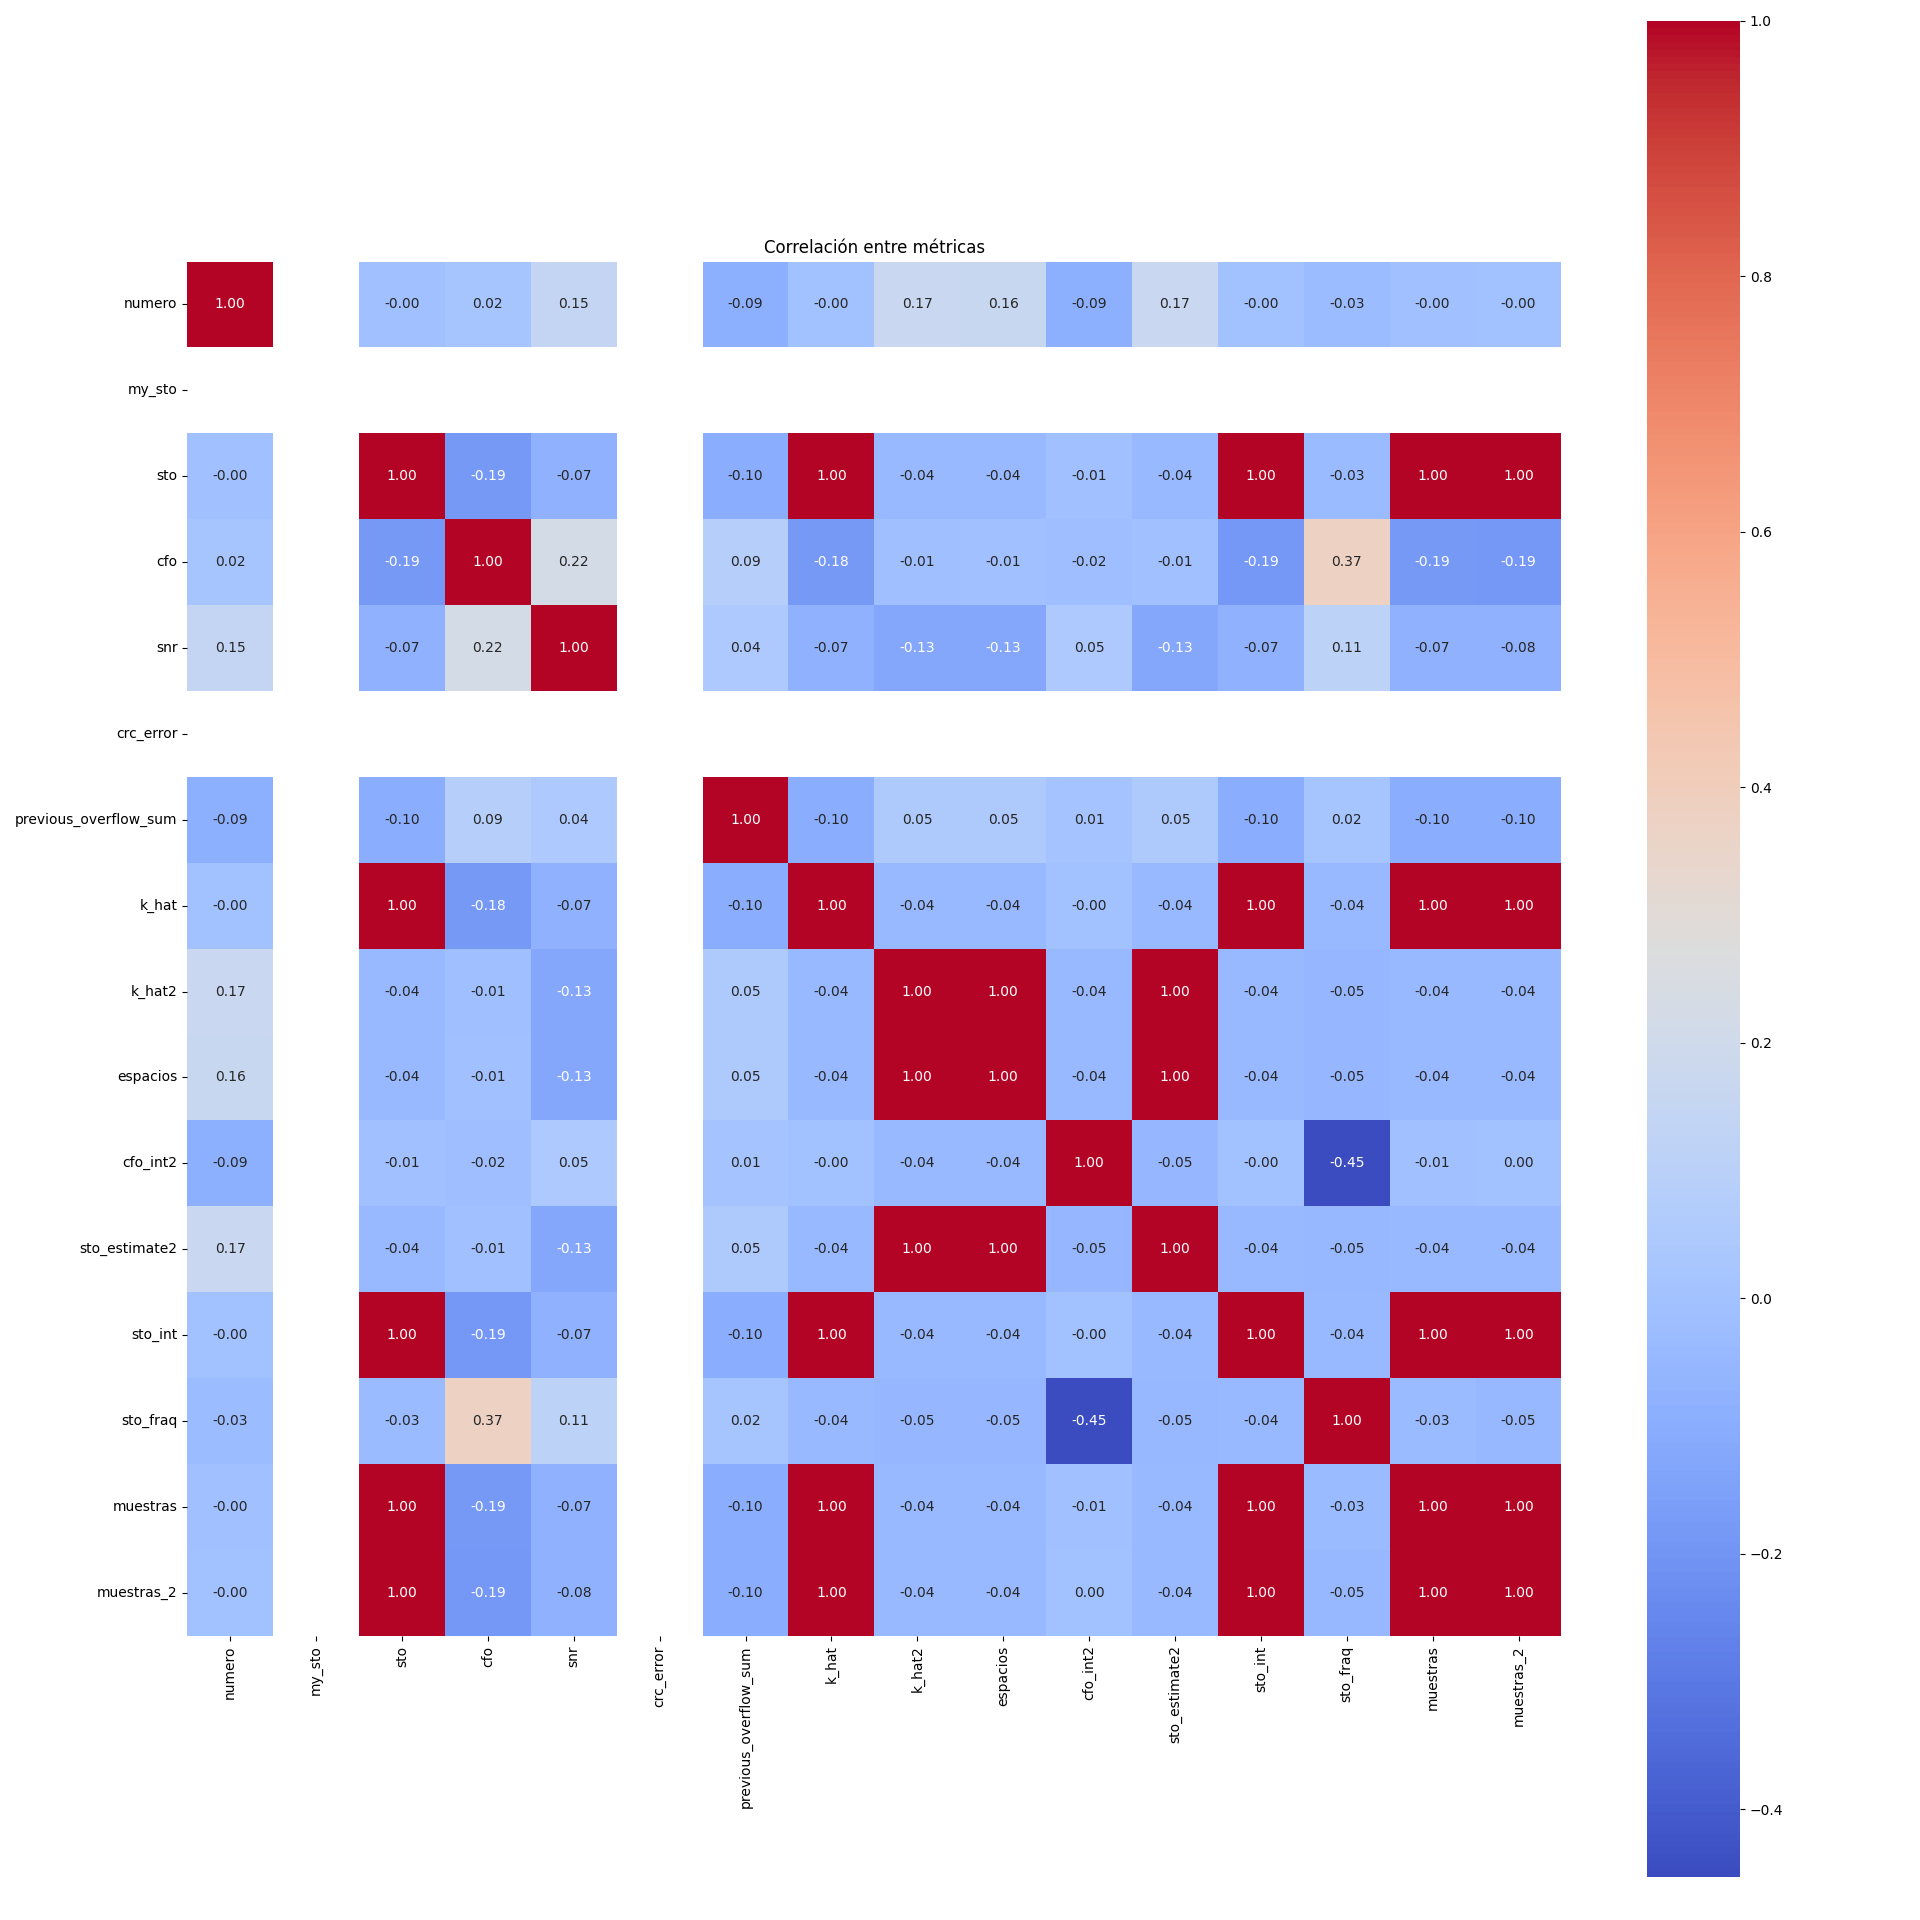 Correlación entre métricas
numero 1.00 -0.00 0.02 0.15 -0.09 -0.00 0.17 0.16 -0.09 0.17 -0.00 -0.03 -0.00 -0.00
my_sto
sto -0.00 1.00 -0.19 -0.07 -0.10 1.00 -0.04 -0.04 -0.01 -0.04 1.00 -0.03 1.00 1.00
cfo 0.02 -0.19 1.00 0.22 0.09 -0.18 -0.01 -0.01 -0.02 -0.01 -0.19 0.37 -0.19 -0.19
snr 0.15 -0.07 0.22 1.00 0.04 -0.07 -0.13 -0.13 0.05 -0.13 -0.07 0.11 -0.07 -0.08
crc_error
previous_overflow_sum -0.09 -0.10 0.09 0.04 1.00 -0.10 0.05 0.05 0.01 0.05 -0.10 0.02 -0.10 -0.10
k_hat -0.00 1.00 -0.18 -0.07 -0.10 1.00 -0.04 -0.04 -0.00 -0.04 1.00 -0.04 1.00 1.00
k_hat2 0.17 -0.04 -0.01 -0.13 0.05 -0.04 1.00 1.00 -0.04 1.00 -0.04 -0.05 -0.04 -0.04
espacios 0.16 -0.04 -0.01 -0.13 0.05 -0.04 1.00 1.00 -0.04 1.00 -0.04 -0.05 -0.04 -0.04
cfo_int2 -0.09 -0.01 -0.02 0.05 0.01 -0.00 -0.04 -0.04 1.00 -0.05 -0.00 -0.45 -0.01 0.00
sto_estimate2 0.17 -0.04 -0.01 -0.13 0.05 -0.04 1.00 1.00 -0.05 1.00 -0.04 -0.05 -0.04 -0.04
sto_int -0.00 1.00 -0.19 -0.07 -0.10 1.00 -0.04 -0.04 -0.00 -0.04 1.00 -0.04 1.00 1.00
sto_fraq -0.03 -0.03 0.37 0.11 0.02 -0.04 -0.05 -0.05 -0.45 -0.05 -0.04 1.00 -0.03 -0.05
muestras -0.00 1.00 -0.19 -0.07 -0.10 1.00 -0.04 -0.04 -0.01 -0.04 1.00 -0.03 1.00 1.00
muestras_2 -0.00 1.00 -0.19 -0.08 -0.10 1.00 -0.04 -0.04 0.00 -0.04 1.00 -0.05 1.00 1.00
numero
my_sto
sto
cfo
snr
crc_error
previous_overflow_sum
k_hat
k_hat2
espacios
cfo_int2
sto_estimate2
sto_int
sto_fraq
muestras
muestras_2
1.0
0.8
0.6
0.4
0.2
0.0
−0.2
−0.4